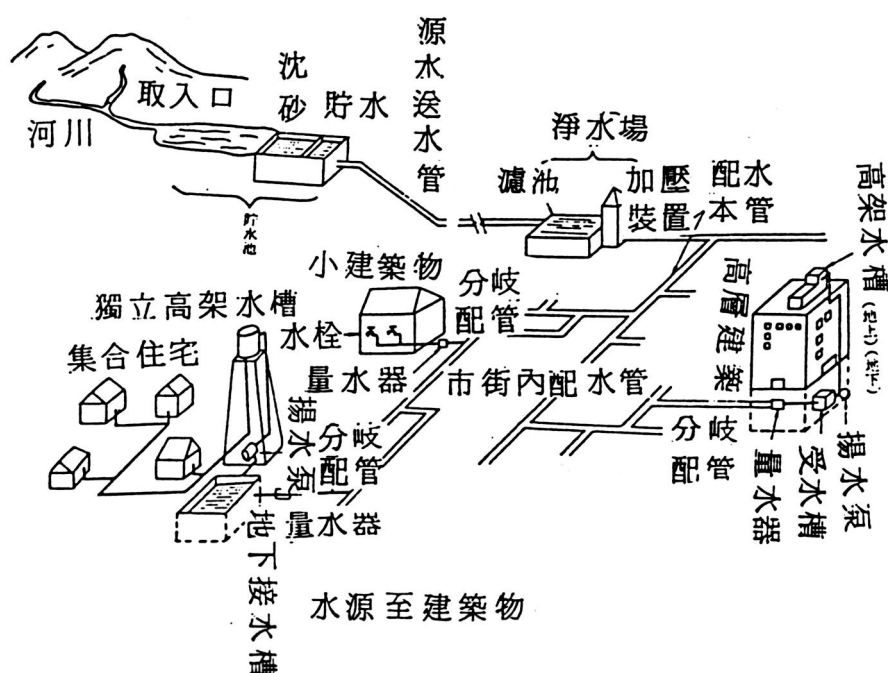 源水送水管
沈砂
貯水
取入口
河川
貯水池
淨水場
濾池
加壓裝置
配水本管
高架水槽
高層建築
小建築物
分岐配管
獨立高架水槽
水栓
集合住宅
量水器
市街內配水管
揚水泵
分岐配管
分岐配管
量水器
受水槽
揚水泵
量水器
地下接水槽
水源至建築物